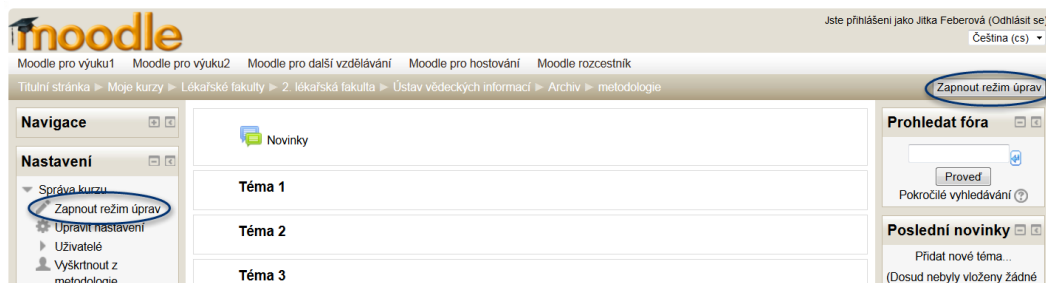 Jste přihlášeni jako Jitka Feberová (Odhlásit se)
moodle
Čeština (cs)
Moodle pro výuku1 Moodle pro výuku2 Moodle pro další vzdělávání Moodle pro hostování Moodle rozcestník
Titulní stránka ► Moje kurzy ► Lékařské fakulty ► 2. lékařská fakulta ► Ústav vědeckých informací ► Archiv ► metodologie
Zapnout režim úprav
Navigace
Nastavení
Správa kurzu
Zapnout režim úprav
Upravit nastavení
Uživatelé
Vyškrtnout z
metodologie
Novinky
Téma 1
Téma 2
Téma 3
Prohledat fóra
Proveď
Pokročilé vyhledávání
Poslední novinky
Přidat nové téma...
(Dosud nebyly vloženy žádné